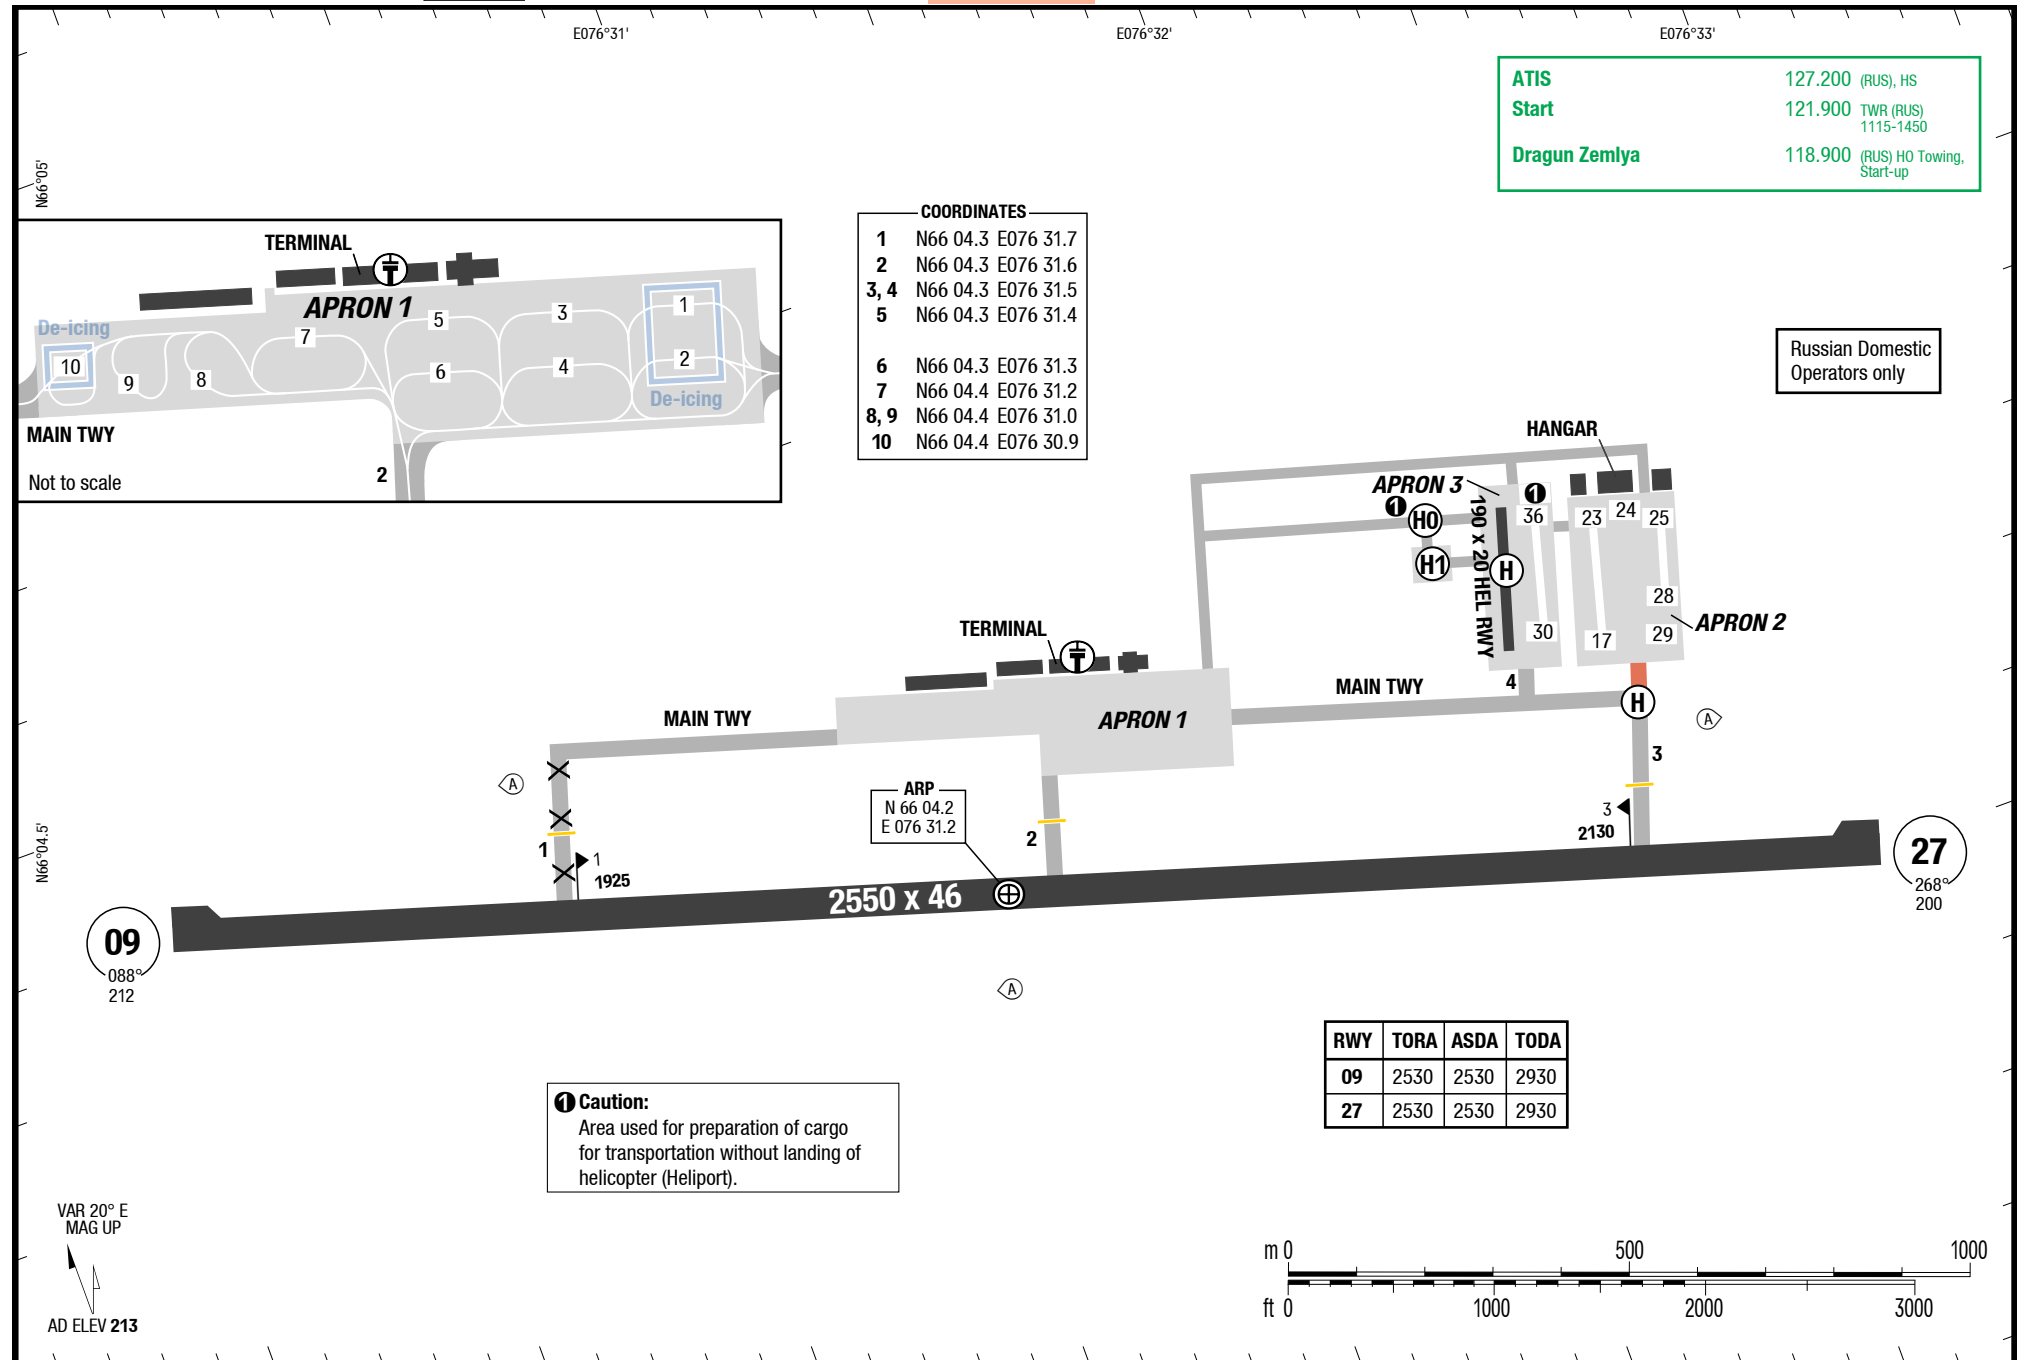 E076°31'
E076°32'
E076°33'
ATIS 127.200 (RUS), HS
Start 121.900 TWR (RUS)
1115-1450
Dragun Zemlya 118.900 (RUS) HO Towing,
Start-up
N66°05'
TERMINAL
APRON 1
De-icing
10
9
8
7
5
6
3
4
1
2
De-icing
MAIN TWY
2
Not to scale
COORDINATES
1 N66 04.3 E076 31.7
2 N66 04.3 E076 31.6
3, 4 N66 04.3 E076 31.5
5 N66 04.3 E076 31.4
6 N66 04.3 E076 31.3
7 N66 04.4 E076 31.2
8, 9 N66 04.4 E076 31.0
10 N66 04.4 E076 30.9
Russian Domestic
Operators only
HANGAR
APRON 3
1
1
H0
H1
H
190 x 20 HEL RWY
36
30
23
24
25
28
29
17
APRON 2
4
TERMINAL
MAIN TWY
MAIN TWY
APRON 1
H
A
3
A
ARP
N 66 04.2
E 076 31.2
3
2130
2
1
1
1925
N66°04.5'
2550 x 46
27
268°
200
09
088°
212
A
RWY TORA ASDA TODA
09 2530 2530 2930
27 2530 2530 2930
1 Caution:
Area used for preparation of cargo
for transportation without landing of
helicopter (Heliport).
VAR 20° E
MAG UP
AD ELEV 213
m 0 500 1000
ft 0 1000 2000 3000